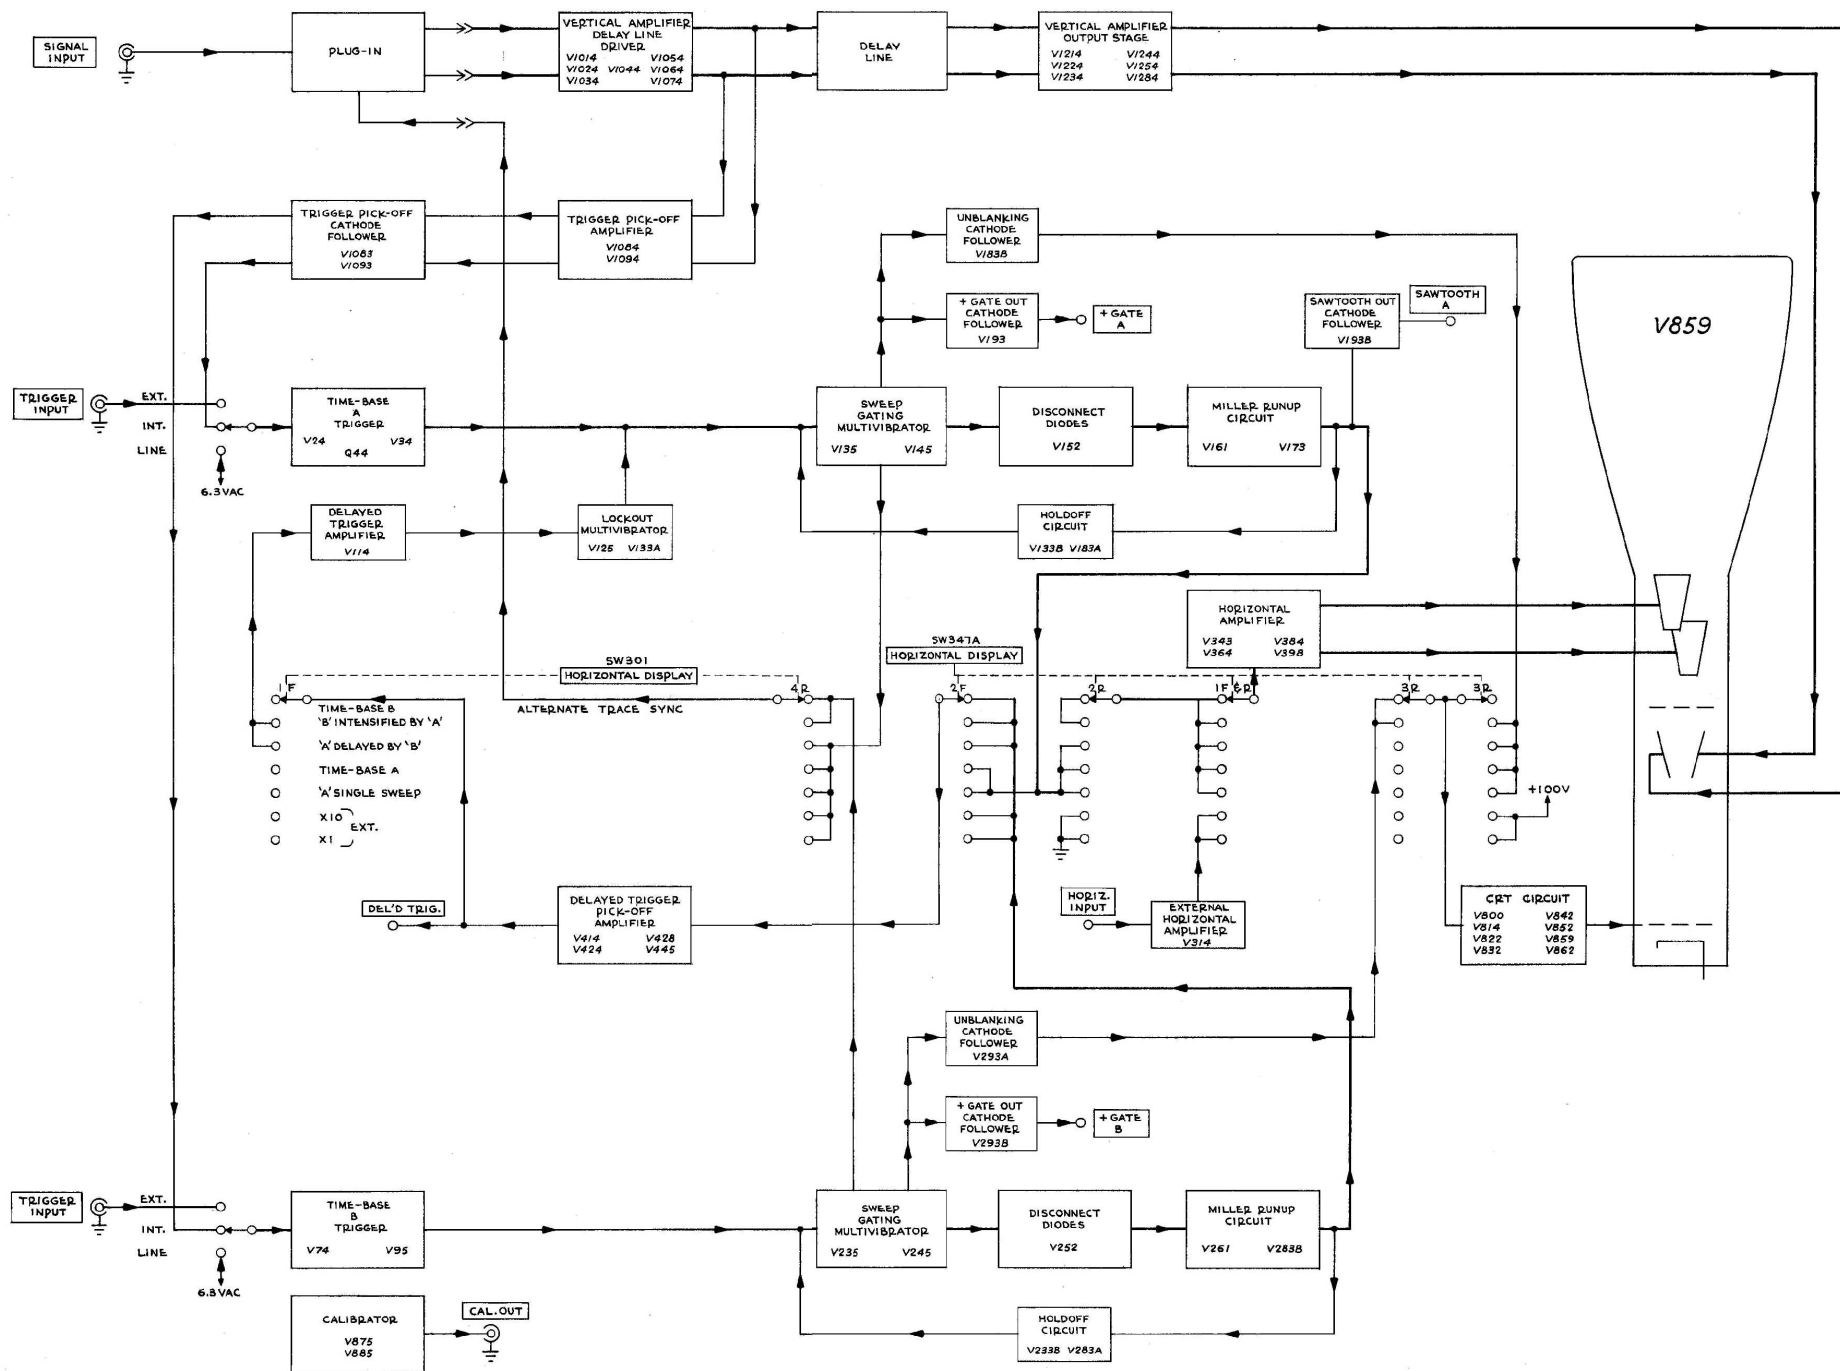 SIGNAL
INPUT
PLUG-IN
VERTICAL AMPLIFIER
DELAY LINE
DRIVER
V1014 V1054
V1024 V1044 V1064
V1034 V1074
DELAY
LINE
VERTICAL AMPLIFIER
OUTPUT STAGE
V1214 V1244
V1224 V1254
V1234 V1284
TRIGGER PICK-OFF
CATHODE
FOLLOWER
V1083
V1093
TRIGGER PICK-OFF
AMPLIFIER
V1084
V1094
UNBLANKING
CATHODE
FOLLOWER
V183B
+ GATE OUT
CATHODE
FOLLOWER
V193
+ GATE
A
SAWTOOTH OUT
CATHODE
FOLLOWER
V193B
SAWTOOTH
A
V859
TRIGGER
INPUT
EXT.
INT.
LINE
6.3VAC
TIME-BASE
A
TRIGGER
V24 V34
Q44
SWEEP
GATING
MULTIVIBRATOR
V135 V145
DISCONNECT
DIODES
V152
MILLER RUNUP
CIRCUIT
V161 V173
DELAYED
TRIGGER
AMPLIFIER
V114
LOCKOUT
MULTIVIBRATOR
V125 V133A
HOLDOFF
CIRCUIT
V133B V183A
HORIZONTAL
AMPLIFIER
V343 V384
V364 V398
SW301
HORIZONTAL DISPLAY
SW347A
HORIZONTAL DISPLAY
1F
4R
2F
2R
1F &R
3R
3R
ALTERNATE TRACE SYNC
TIME-BASE B
'B' INTENSIFIED BY 'A'
'A' DELAYED BY 'B'
TIME-BASE A
'A' SINGLE SWEEP
X10
EXT.
X1
+100V
DEL'D TRIG.
DELAYED TRIGGER
PICK-OFF
AMPLIFIER
V414 V428
V424 V445
HORIZ.
INPUT
EXTERNAL
HORIZONTAL
AMPLIFIER
V314
CRT CIRCUIT
V800 V842
V814 V852
V822 V859
V832 V862
UNBLANKING
CATHODE
FOLLOWER
V293A
+ GATE OUT
CATHODE
FOLLOWER
V293B
+ GATE
B
TRIGGER
INPUT
EXT.
INT.
LINE
6.3VAC
TIME-BASE
B
TRIGGER
V74 V95
SWEEP
GATING
MULTIVIBRATOR
V235 V245
DISCONNECT
DIODES
V252
MILLER RUNUP
CIRCUIT
V261 V283B
CALIBRATOR
V875
V885
CAL. OUT
HOLDOFF
CIRCUIT
V233B V283A